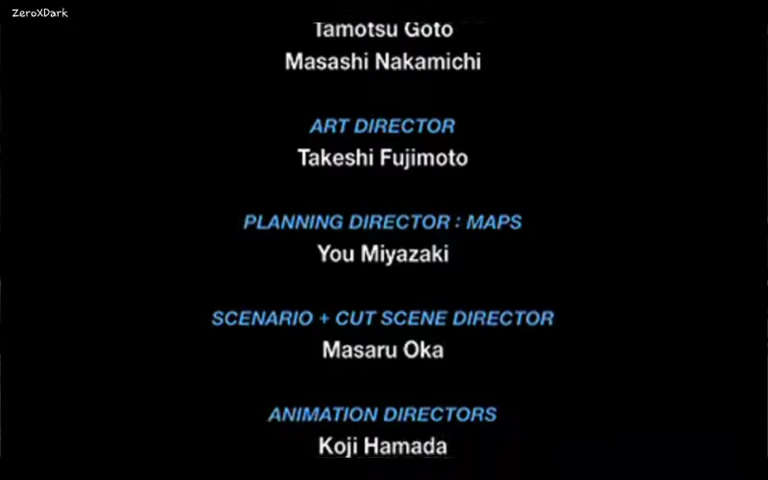 ZeroXDark
Tamotsu Goto
Masashi Nakamichi
ART DIRECTOR
Takeshi Fujimoto
PLANNING DIRECTOR : MAPS
You Miyazaki
SCENARIO + CUT SCENE DIRECTOR
Masaru Oka
ANIMATION DIRECTORS
Koji Hamada